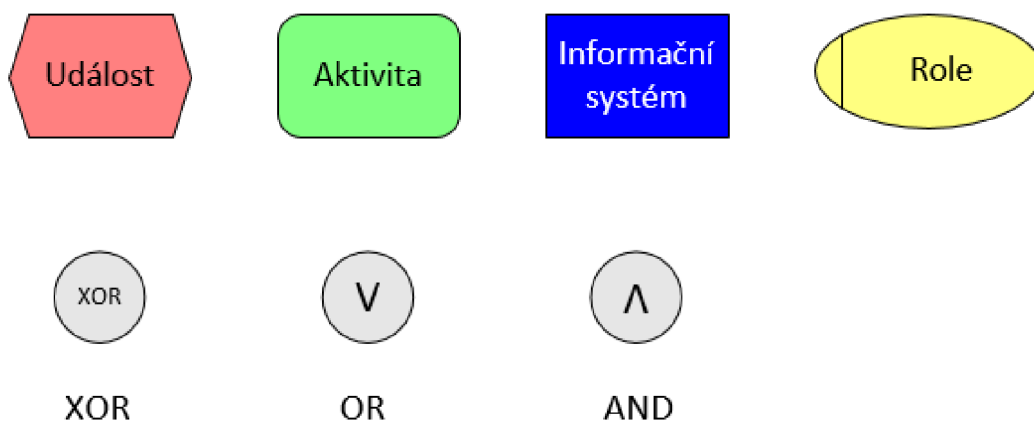 Událost
Aktivita
Informační
systém
Role
XOR
V
Λ
XOR
OR
AND